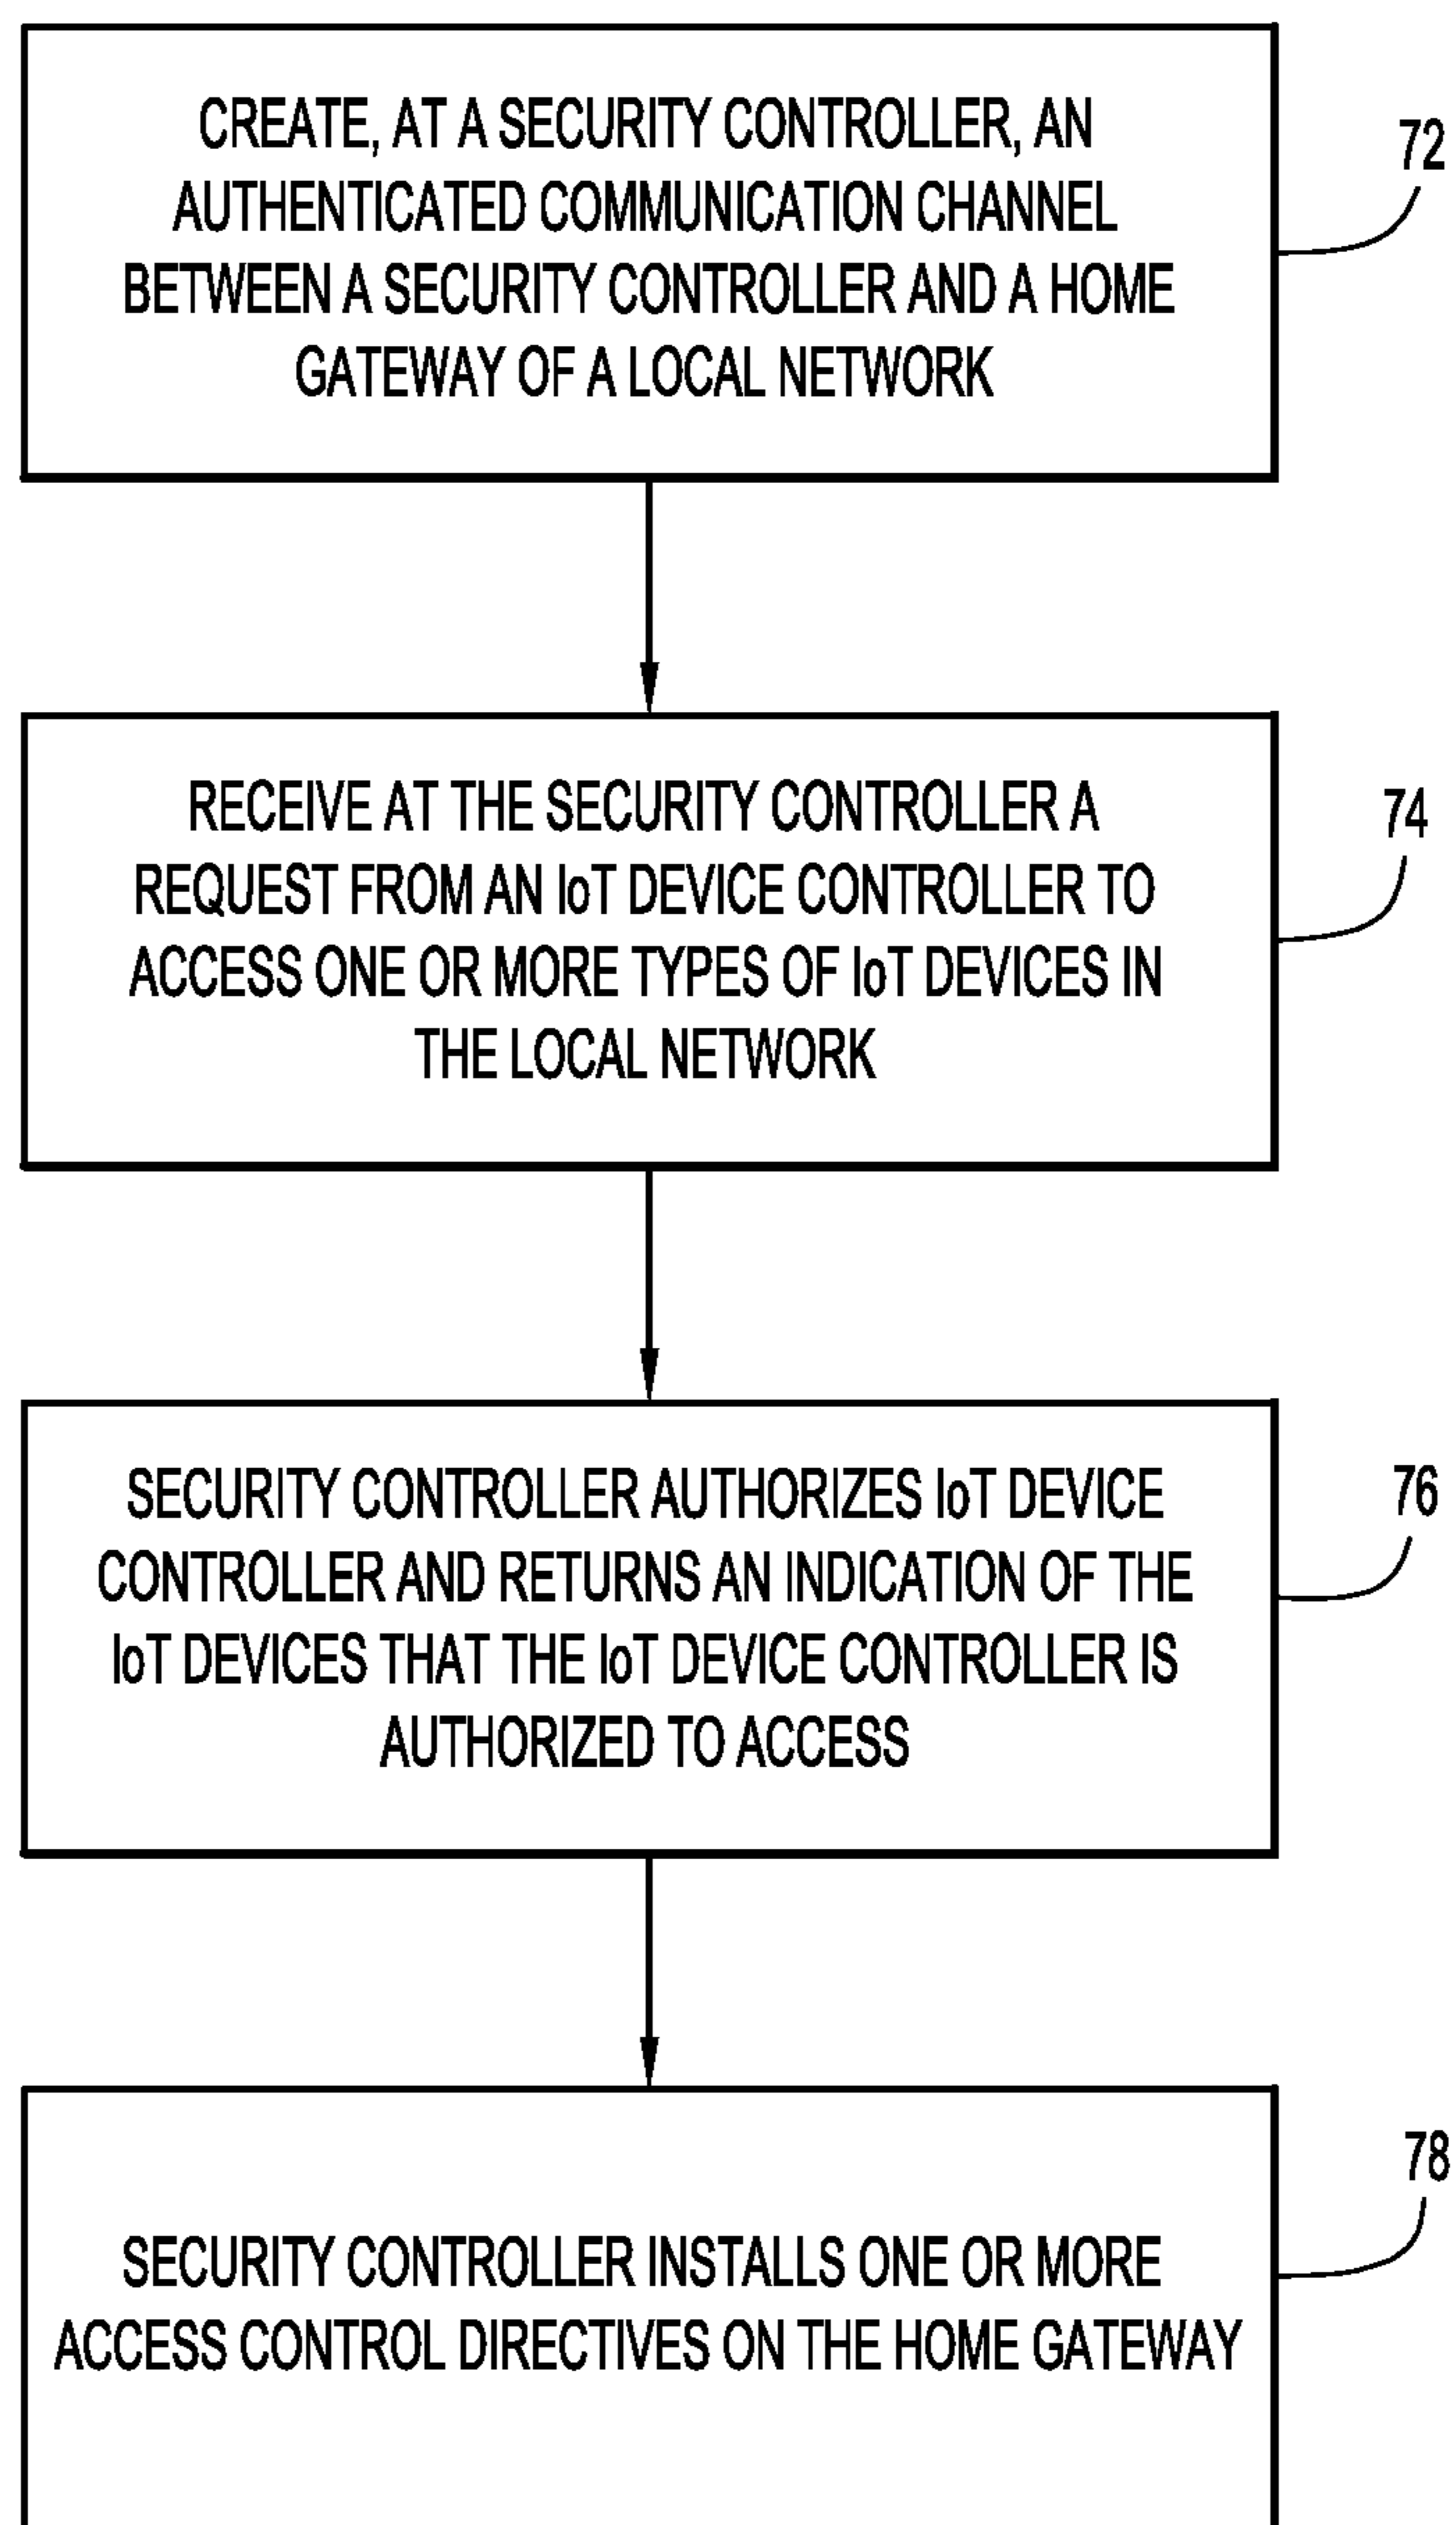 CREATE, AT A SECURITY CONTROLLER, AN
AUTHENTICATED COMMUNICATION CHANNEL
BETWEEN A SECURITY CONTROLLER AND A HOME
GATEWAY OF A LOCAL NETWORK
72
RECEIVE AT THE SECURITY CONTROLLER A
REQUEST FROM AN IoT DEVICE CONTROLLER TO
ACCESS ONE OR MORE TYPES OF IoT DEVICES IN
THE LOCAL NETWORK
74
SECURITY CONTROLLER AUTHORIZES IoT DEVICE
CONTROLLER AND RETURNS AN INDICATION OF THE
IoT DEVICES THAT THE IoT DEVICE CONTROLLER IS
AUTHORIZED TO ACCESS
76
SECURITY CONTROLLER INSTALLS ONE OR MORE
ACCESS CONTROL DIRECTIVES ON THE HOME GATEWAY
78